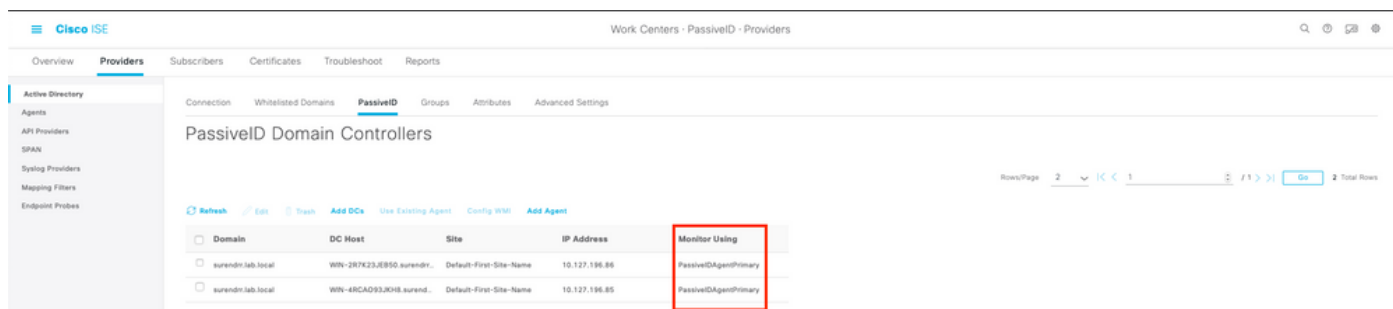 Cisco ISE
Work Centers · PassiveID · Providers
Overview Providers Subscribers Certificates Troubleshoot Reports
Active Directory
Agents
API Providers
SPAN
Syslog Providers
Mapping Filters
Endpoint Probes
Connection Whitelisted Domains PassiveID Groups Attributes Advanced Settings
PassiveID Domain Controllers
Rows/Page 2 1 / 1 Go 2 Total Rows
Refresh Edit Trash Add DCs Use Existing Agent Config WMI Add Agent
Domain DC Host Site IP Address Monitor Using
surendrr.lab.local WIN-2R7K23JEB50.surendrr... Default-First-Site-Name 10.127.196.86 PassiveIDAgentPrimary
surendrr.lab.local WIN-4RCAO93JKH8.surend... Default-First-Site-Name 10.127.196.85 PassiveIDAgentPrimary